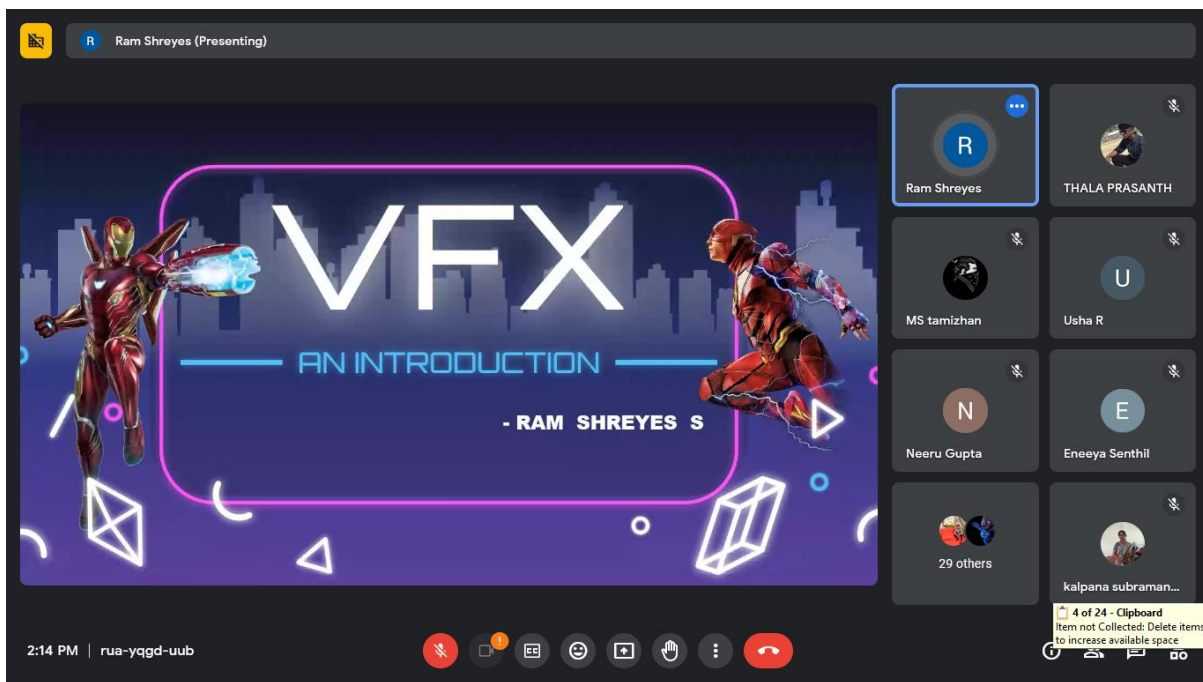 R Ram Shreyes (Presenting)
VFX
AN INTRODUCTION
- RAM SHREYES S
R
Ram Shreyes
THALA PRASANTH
MS tamizhan
U
Usha R
N
Neeru Gupta
E
Eneeya Senthil
29 others
kalpana subraman...
4 of 24 - Clipboard
Item not Collected: Delete items
to increase available space
2:14 PM | rua-yqgd-uub
CC